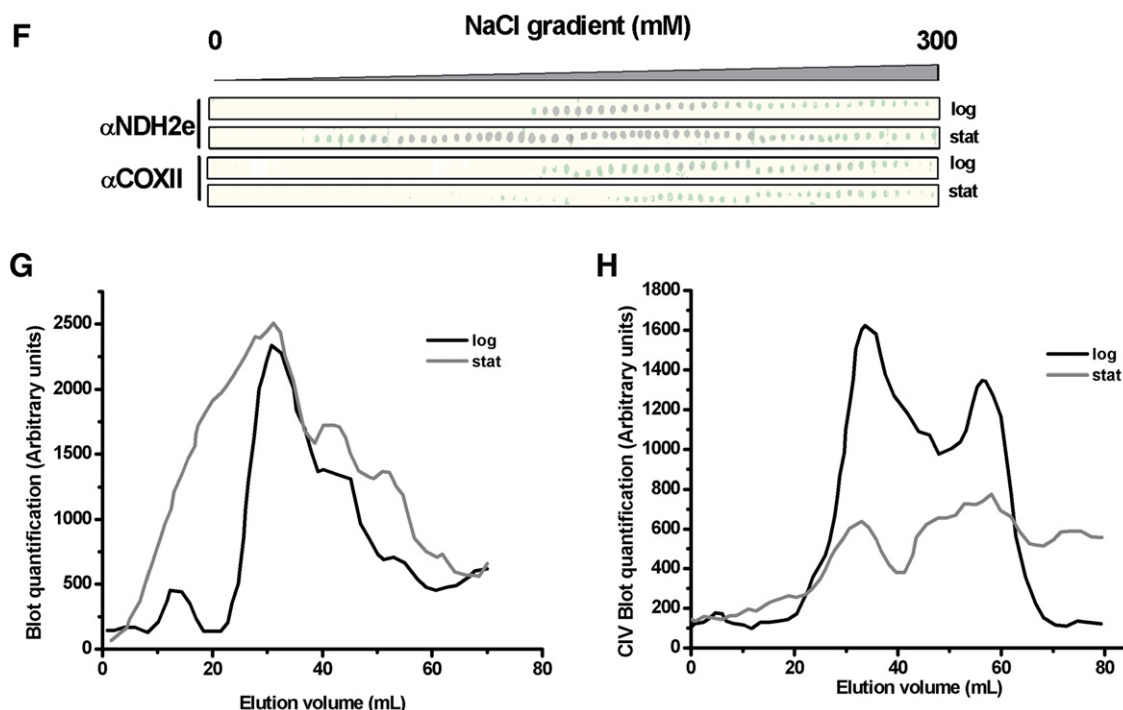 F
NaCl gradient (mM)
0 300
αNDH2e
log
stat
αCOXII
log
stat
G
Blot quantification (Arbitrary units)
2500
2000
1500
1000
500
0
0 20 40 60 80
Elution volume (mL)
log
stat
H
CIV Blot quantification (Arbitrary units)
1800
1600
1400
1200
1000
800
600
400
200
0
0 20 40 60 80
Elution volume (mL)
log
stat